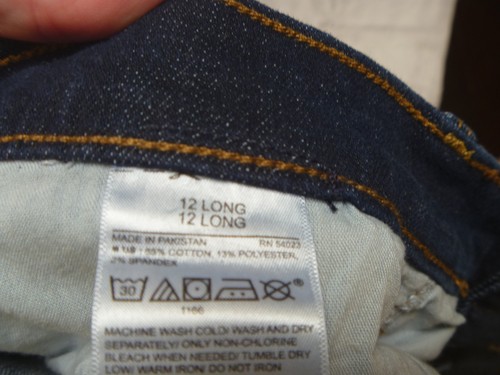 12 LONG
12 LONG
MADE IN PAKISTAN RN 54023
COTTON, 13% POLYESTER,
2% SPANDEX
30
1166
MACHINE WASH COLD/ WASH AND DRY
SEPARATELY/ ONLY NON-CHLORINE
BLEACH WHEN NEEDED/ TUMBLE DRY
LOW/ WARM IRON/ DO NOT IRON